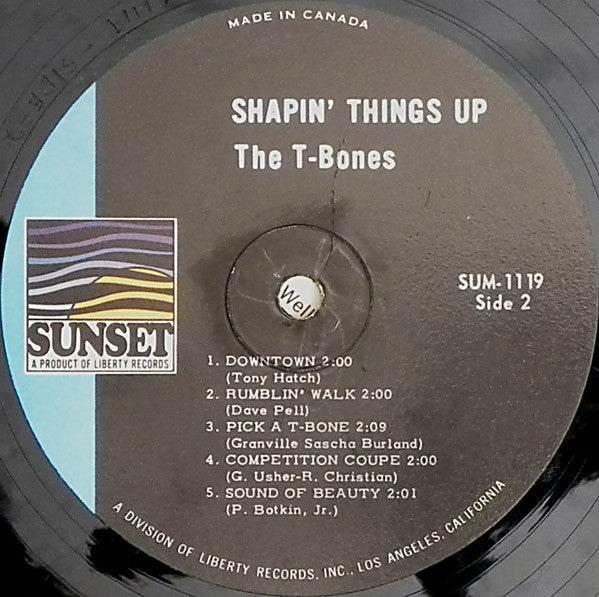 MADE IN CANADA
SHAPIN' THINGS UP
The T-Bones
SUNSET
A PRODUCT OF LIBERTY RECORDS
SUM-1119
Side 2
Well
1. DOWNTOWN 2:00
(Tony Hatch)
2. RUMBLIN' WALK 2:00
(Dave Pell)
3. PICK A T-BONE 2:09
(Granville Sascha Burland)
4. COMPETITION COUPE 2:00
(G. Usher-R. Christian)
5. SOUND OF BEAUTY 2:01
(P. Botkin, Jr.)
A DIVISION OF LIBERTY RECORDS, INC., LOS ANGELES, CALIFORNIA